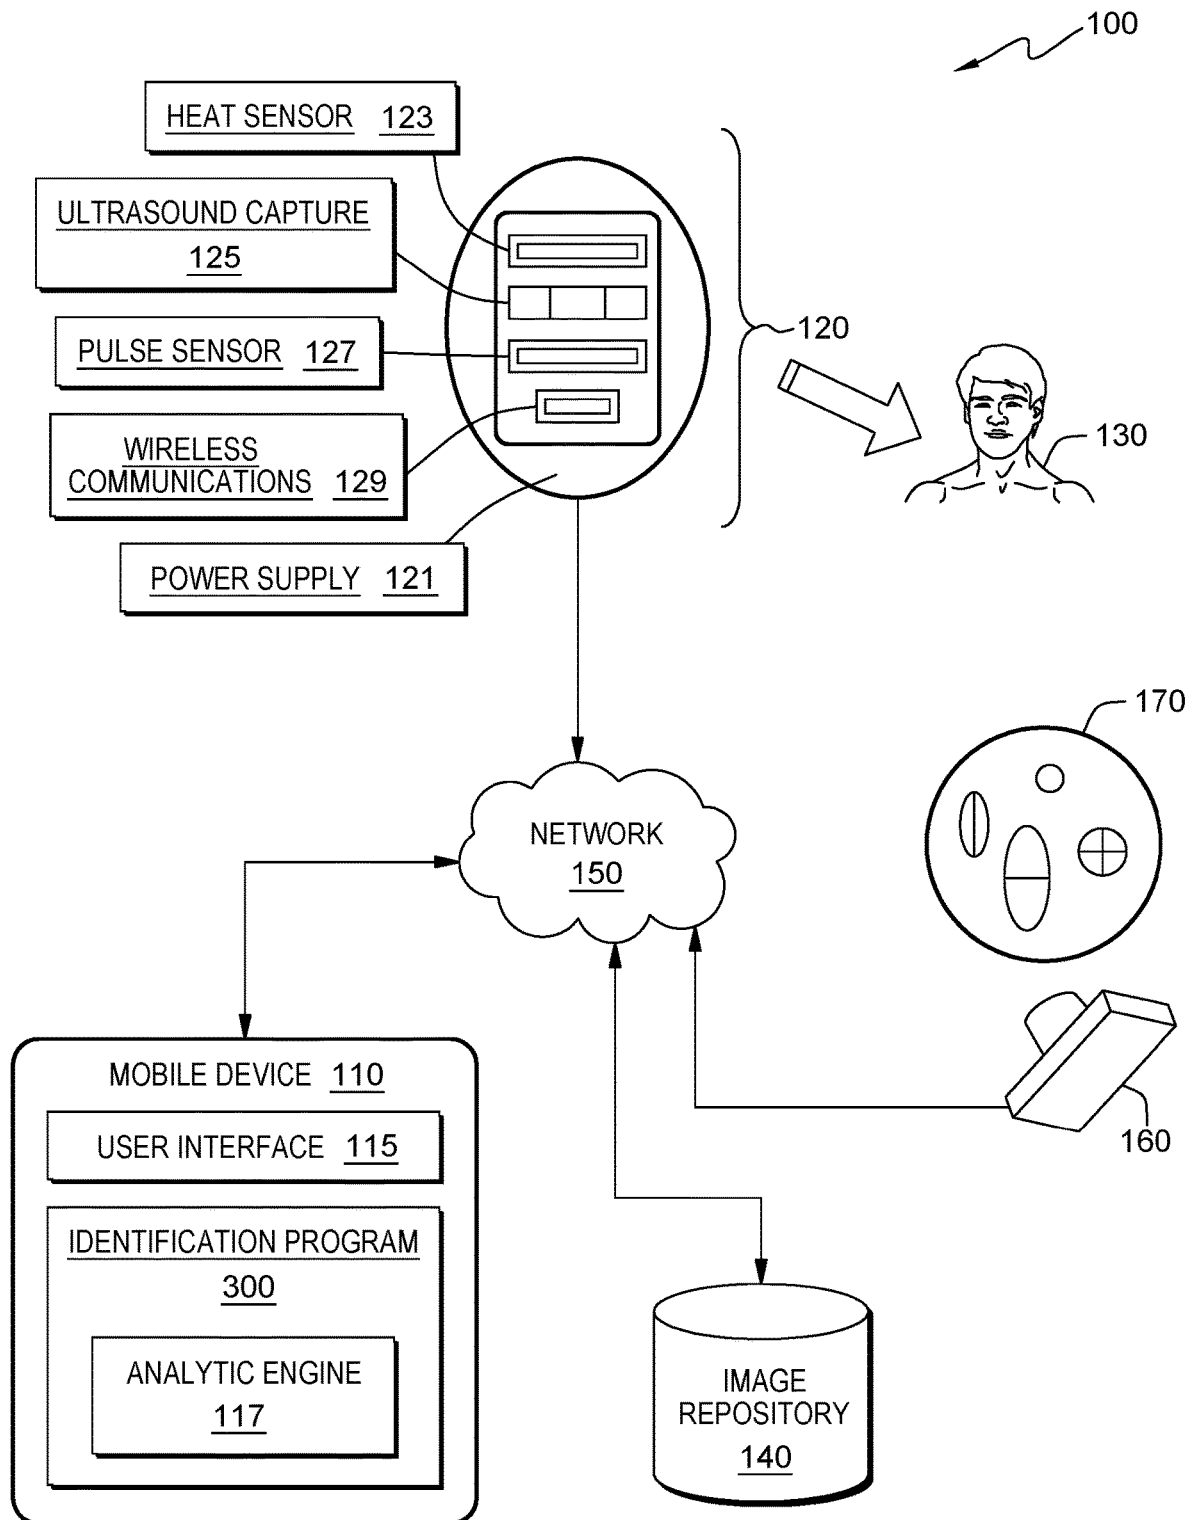 100
HEAT SENSOR 123
ULTRASOUND CAPTURE
125
PULSE SENSOR 127
WIRELESS
COMMUNICATIONS 129
POWER SUPPLY 121
120
130
170
NETWORK
150
160
MOBILE DEVICE 110
USER INTERFACE 115
IDENTIFICATION PROGRAM
300
ANALYTIC ENGINE
117
IMAGE
REPOSITORY
140